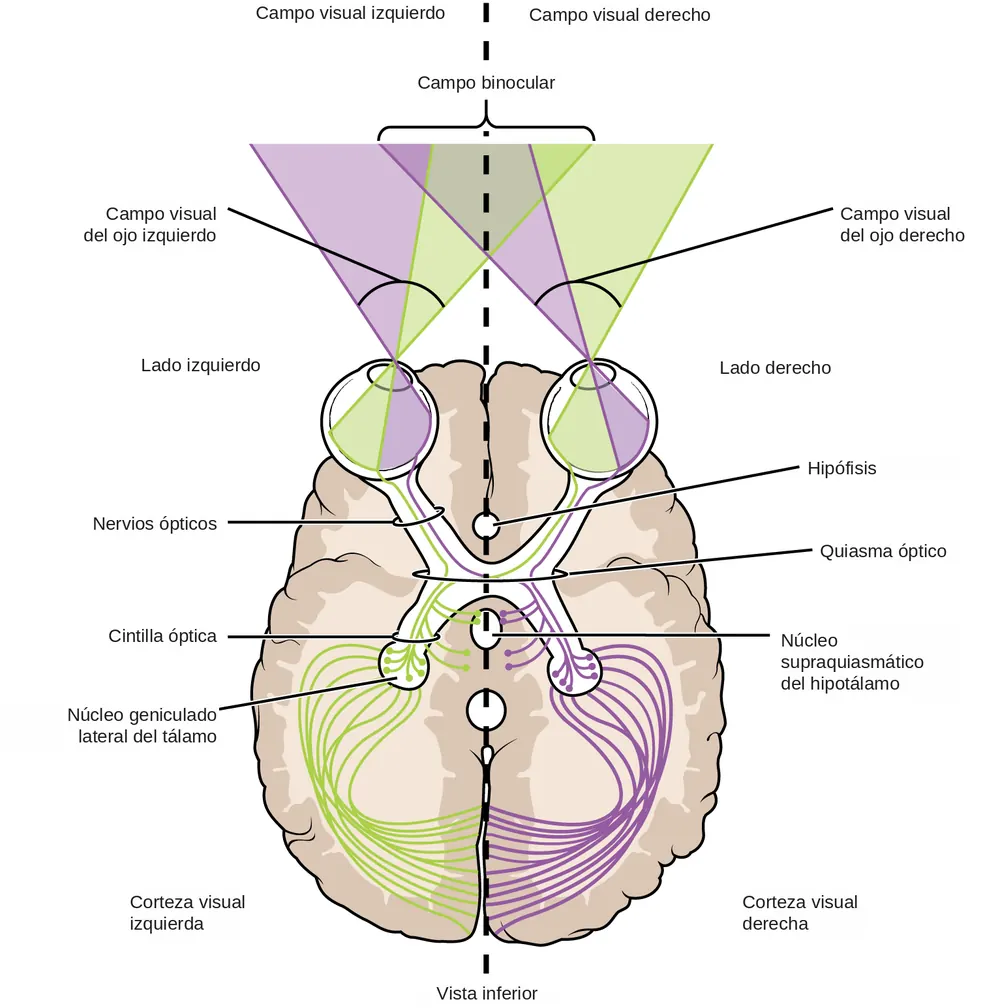 Campo visual izquierdo
Campo visual derecho
Campo binocular
Campo visual
del ojo izquierdo
Campo visual
del ojo derecho
Lado izquierdo
Lado derecho
Hipófisis
Nervios ópticos
Quiasma óptico
Cintilla óptica
Núcleo
supraquiasmático
del hipotálamo
Núcleo geniculado
lateral del tálamo
Corteza visual
izquierda
Corteza visual
derecha
Vista inferior